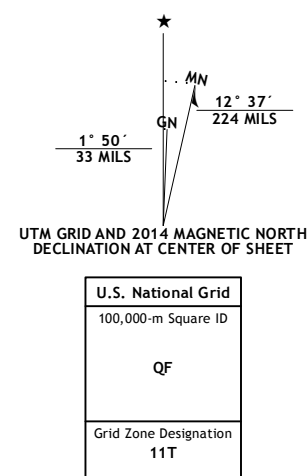 ★
MN
GN
12° 37´
224 MILS
1° 50´
33 MILS
UTM GRID AND 2014 MAGNETIC NORTH
DECLINATION AT CENTER OF SHEET
U.S. National Grid
100,000-m Square ID
QF
Grid Zone Designation
11T